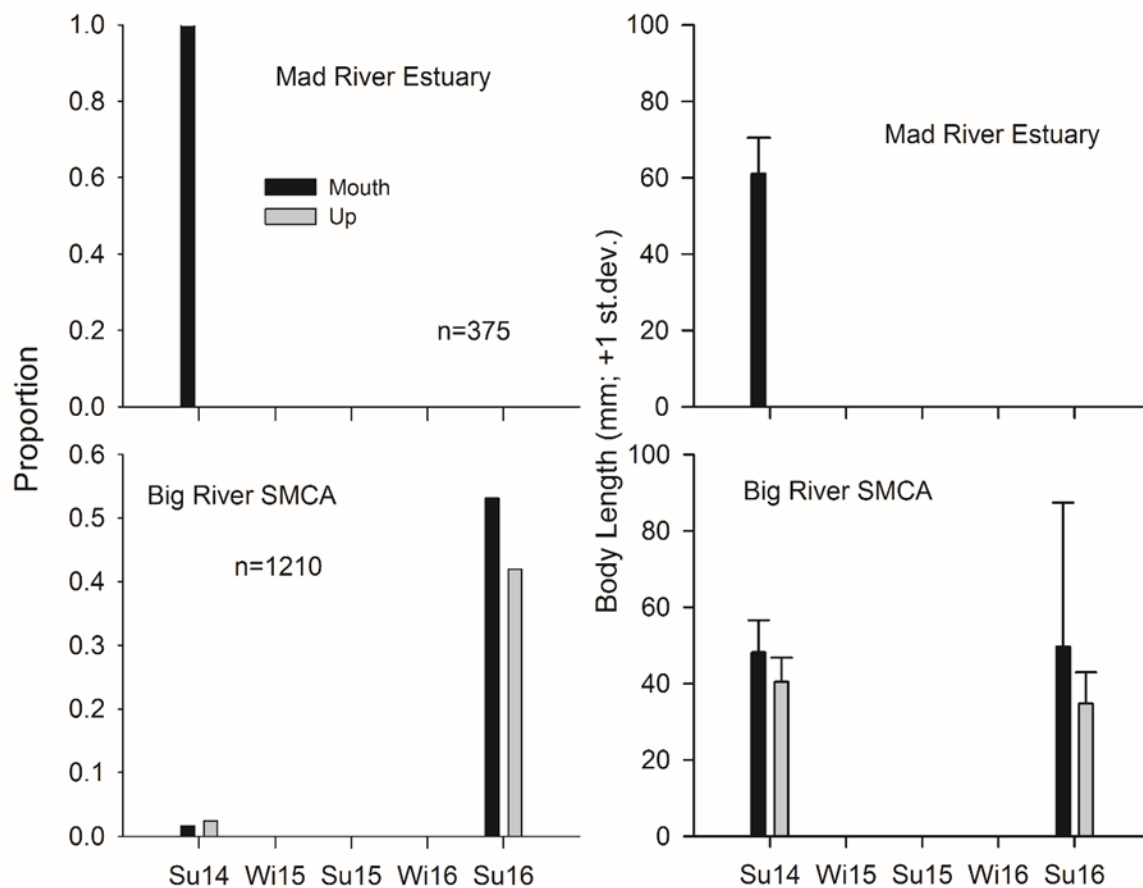 Proportion
1.0
0.8
0.6
0.4
0.2
0.0
Mad River Estuary
Mouth
Up
n=375
Body Length (mm; +1 st.dev.)
100
80
60
40
20
0
Mad River Estuary
0.6
0.5
0.4
0.3
0.2
0.1
0.0
Big River SMCA
n=1210
Su14 Wi15 Su15 Wi16 Su16
100
80
60
40
20
0
Big River SMCA
Su14 Wi15 Su15 Wi16 Su16